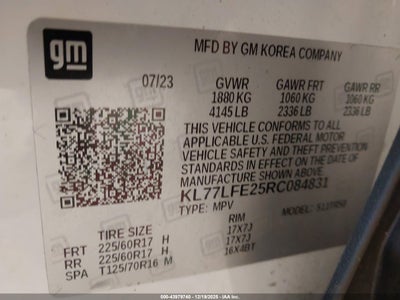 gm
MFD BY GM KOREA COMPANY
07/23
GVWR GAWR FRT GAWR RR
1880 KG 1060 KG 1060 KG
4145 LB 2336 LB 2336 LB
THIS VEHICLE CONFORMS TO ALL
APPLICABLE U.S. FEDERAL MOTOR
VEHICLE SAFETY AND THEFT PREVENTION
STANDARDS IN EFFECT ON THE DATE OF
MANUFACTURE SHOWN ABOVE.
KL77LFE25RC084831
TYPE: MPV MODEL:
TIRE SIZE RIM
FRT 225/60R17 H 17X7J
RR 225/60R17 H 17X7J
SPA T125/70R16 M 16X4BT